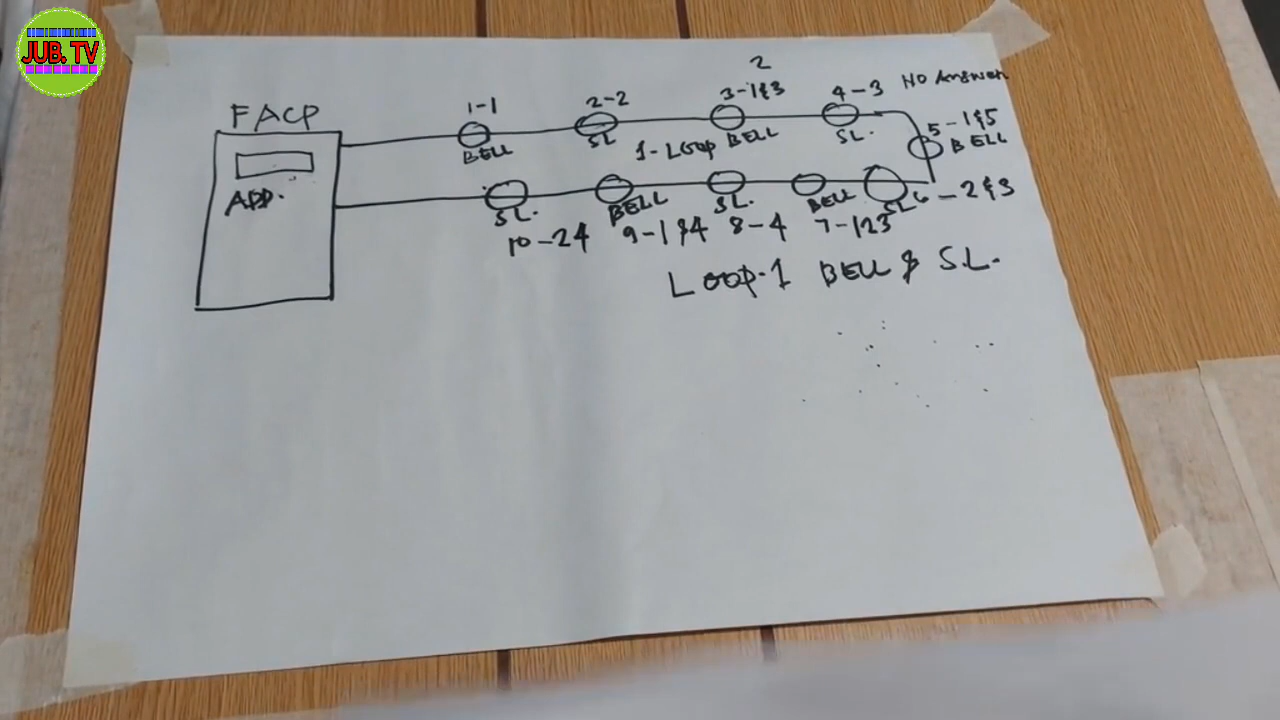 JUB.TV
FACP
ADD.
1-1
BELL
2-2
SL
1-LOOP
2
3-1&3
BELL
4-3
SL.
NO Answer
5-1&5
BELL
SL 6-2&3
BELL
7-123
SL.
8-4
BELL
9-1&4
SL.
10-24
LOOP-1 BELL & S.L.